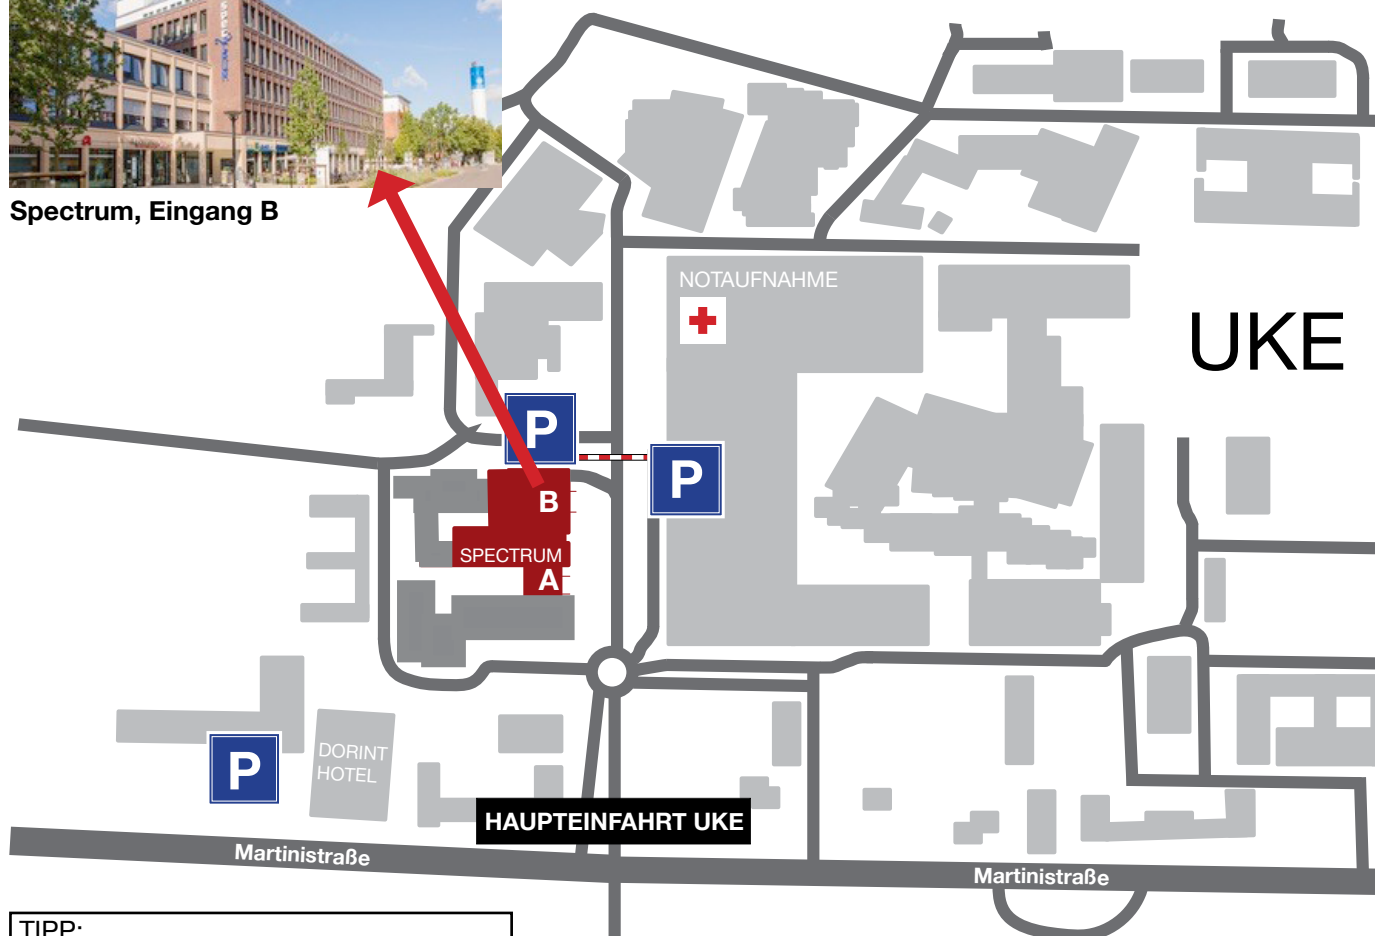 Spectrum, Eingang B
NOTAUFNAHME
UKE
P
P
B
SPECTRUM
A
DORINT
HOTEL
P
HAUPTEINFAHRT UKE
Martinistraße
Martinistraße
TIPP: